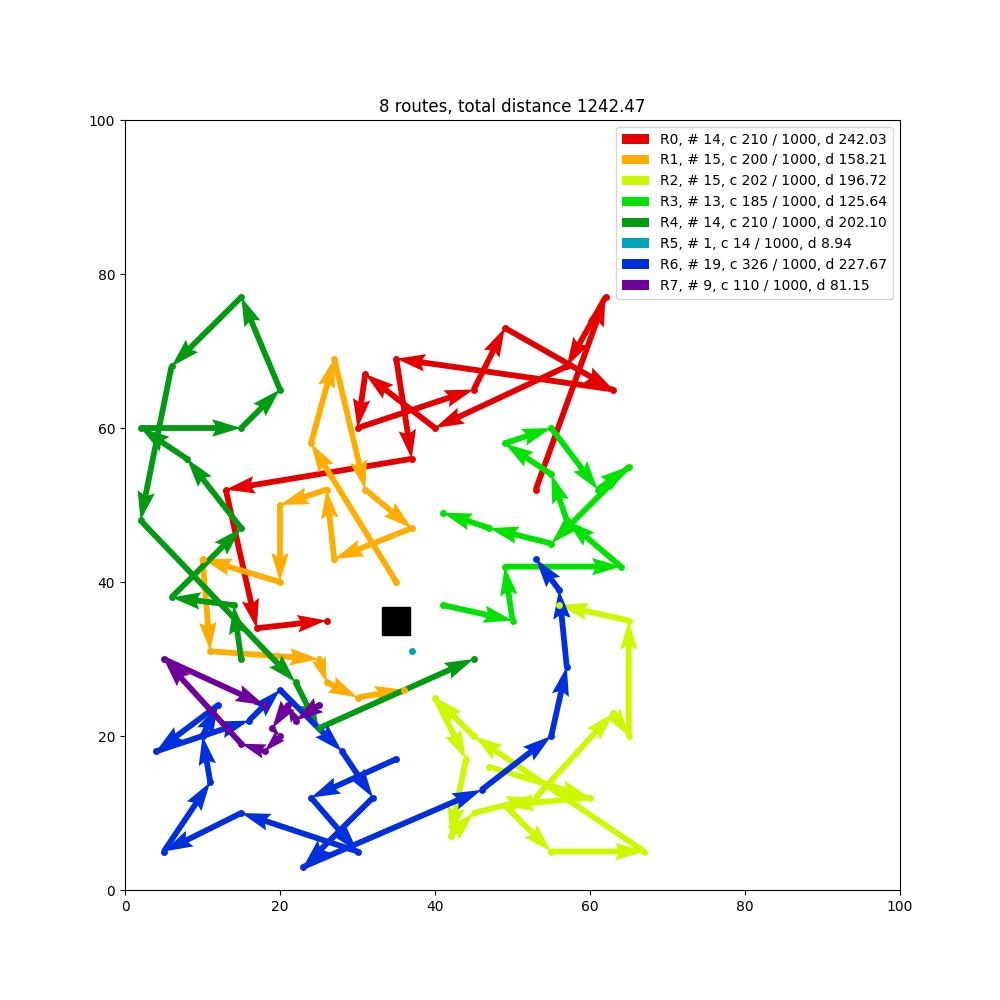 8 routes, total distance 1242.47
R0, # 14, c 210 / 1000, d 242.03
R1, # 15, c 200 / 1000, d 158.21
R2, # 15, c 202 / 1000, d 196.72
R3, # 13, c 185 / 1000, d 125.64
R4, # 14, c 210 / 1000, d 202.10
R5, # 1, c 14 / 1000, d 8.94
R6, # 19, c 326 / 1000, d 227.67
R7, # 9, c 110 / 1000, d 81.15
100
80
60
40
20
0
0 20 40 60 80 100